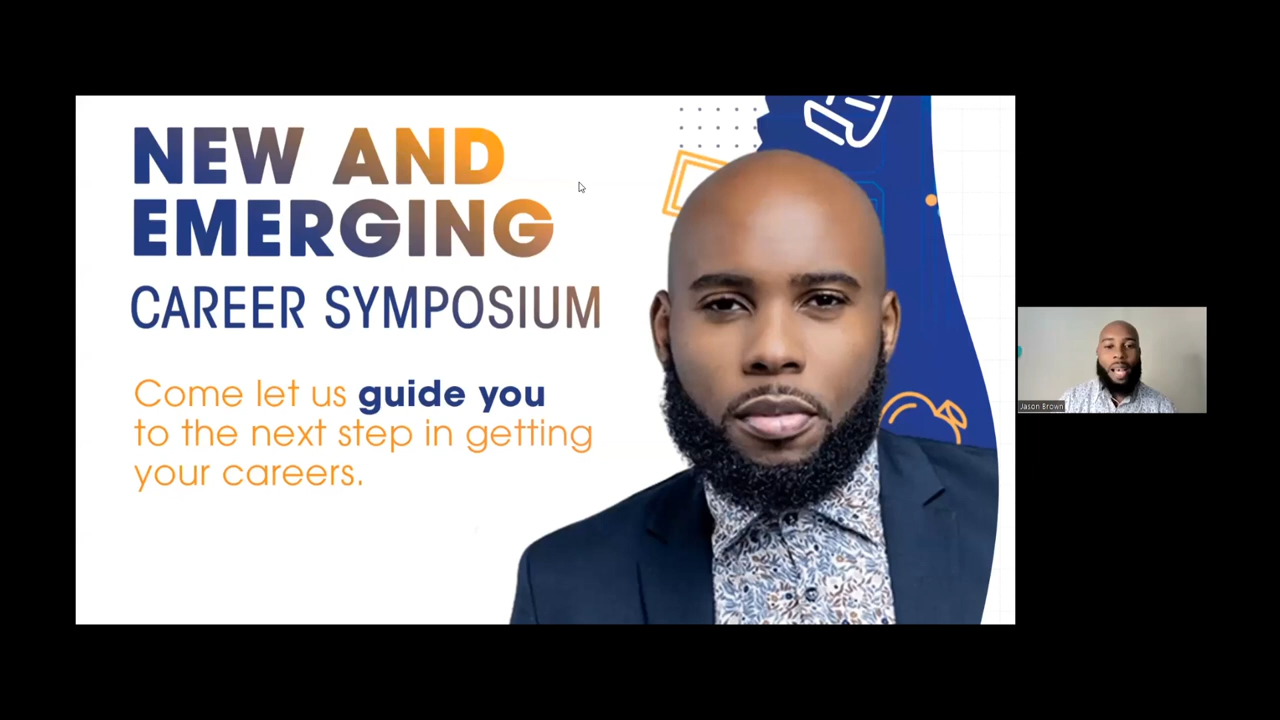 NEW AND
EMERGING
CAREER SYMPOSIUM
Come let us guide you
to the next step in getting
your careers.
Jason Brown